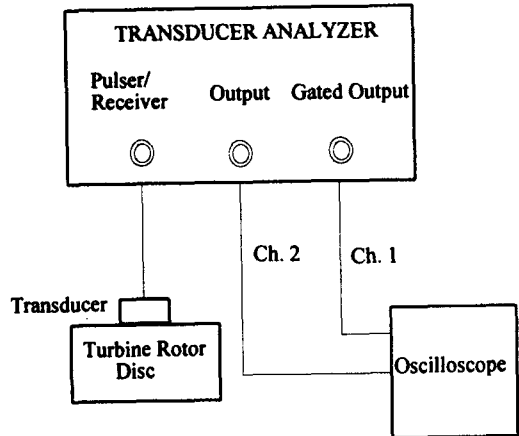 TRANSDUCER ANALYZER
Pulser/
Receiver
Output
Gated Output
Ch. 2
Ch. 1
Transducer
Turbine Rotor
Disc
Oscilloscope